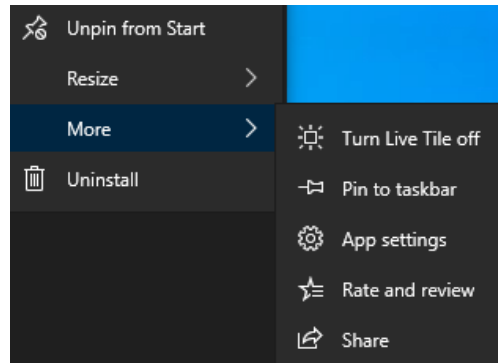 Unpin from Start
Resize
More
Uninstall
Turn Live Tile off
Pin to taskbar
App settings
Rate and review
Share